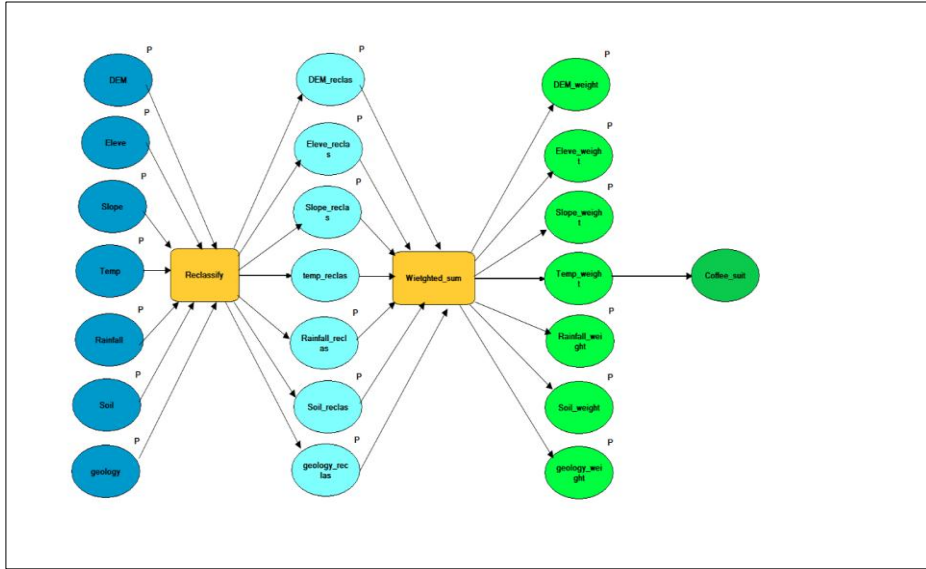 P
DEM
P
Eleve
P
Slope
P
Temp
P
Rainfall
P
Soil
P
geology
Reclassify
P
DEM_reclas
P
Eleve_recla
s
P
Slope_reclas
s
temp_reclas
P
Rainfall_recl
as
P
Soil_reclas
P
geology_rec
las
Wieghted_sum
P
DEM_weight
P
Eleve_weigh
t
P
Slope_weigh
t
Temp_weigh
t
P
Rainfall_wei
ght
P
Soil_weight
P
geology_wei
ght
Coffee_suit